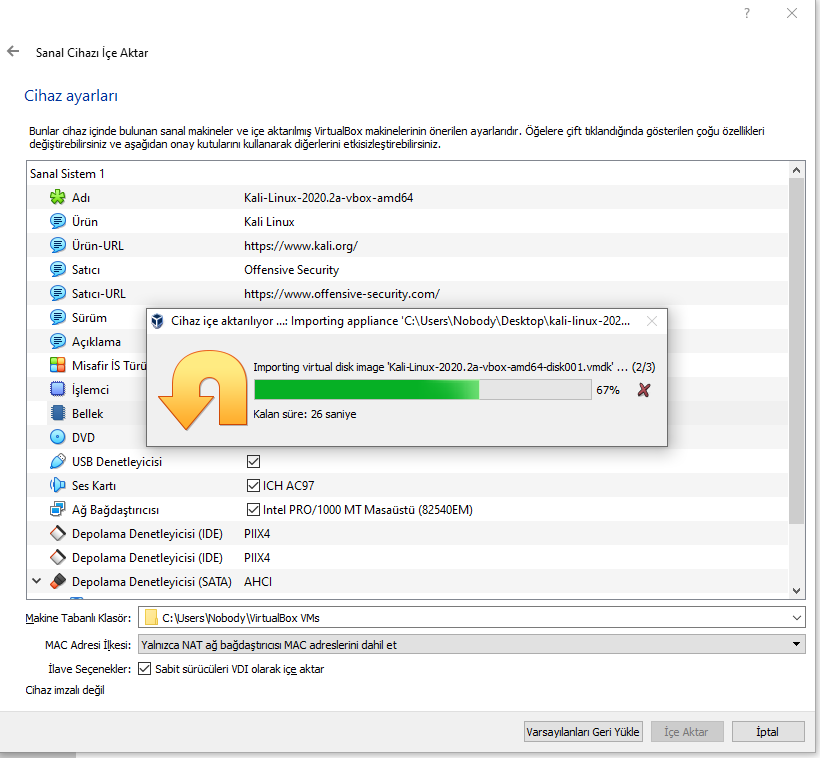 ?
Sanal Cihazı İçe Aktar
Cihaz ayarları
Bunlar cihaz içinde bulunan sanal makineler ve içe aktarılmış VirtualBox makinelerinin önerilen ayarlarıdır. Öğelere çift tıklandığında gösterilen çoğu özellikleri
değiştirebilirsiniz ve aşağıdan onay kutularını kullanarak diğerlerini etkisizleştirebilirsiniz.
Sanal Sistem 1
Adı Kali-Linux-2020.2a-vbox-amd64
Ürün Kali Linux
Ürün-URL https://www.kali.org/
Satıcı Offensive Security
Satıcı-URL https://www.offensive-security.com/
Sürüm
Açıklama
Misafir İS Türü
İşlemci
Bellek
DVD
Cihaz içe aktarılıyor ...: Importing appliance 'C:\Users\Nobody\Desktop\kali-linux-202...
Importing virtual disk image 'Kali-Linux-2020.2a-vbox-amd64-disk001.vmdk' ... (2/3)
67%
Kalan süre: 26 saniye
USB Denetleyicisi
Ses Kartı ICH AC97
Ağ Bağdaştırıcısı Intel PRO/1000 MT Masaüstü (82540EM)
Depolama Denetleyicisi (IDE) PIIX4
Depolama Denetleyicisi (IDE) PIIX4
Depolama Denetleyicisi (SATA) AHCI
Makine Tabanlı Klasör: C:\Users\Nobody\VirtualBox VMs
MAC Adresi İlkesi: Yalnızca NAT ağ bağdaştırıcısı MAC adreslerini dahil et
İlave Seçenekler: Sabit sürücüleri VDI olarak içe aktar
Cihaz imzalı değil
Varsayılanları Geri Yükle İçe Aktar İptal